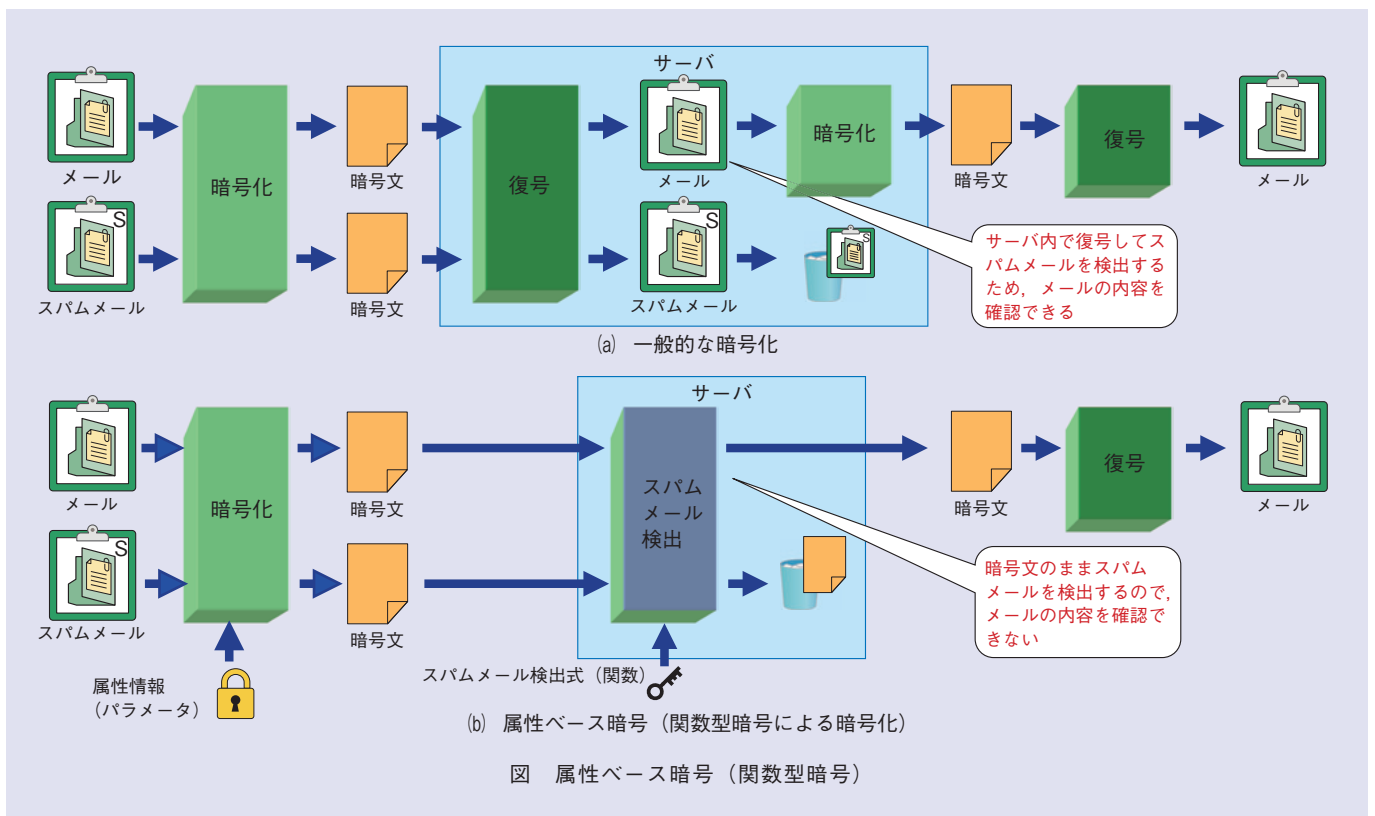 サーバ
メール
暗号化
暗号文
復号
メール
暗号化
暗号文
復号
メール
S
スパムメール
暗号文
S
スパムメール
S
サーバ内で復号してス
パムメールを検出する
ため，メールの内容を
確認できる
(a) 一般的な暗号化
サーバ
メール
暗号化
暗号文
スパム
メール
検出
暗号文
復号
メール
S
スパムメール
暗号文
暗号文のままスパム
メールを検出するので，
メールの内容を確認で
きない
属性情報
（パラメータ）
スパムメール検出式（関数）
(b) 属性ベース暗号（関数型暗号による暗号化）
図 属性ベース暗号（関数型暗号）